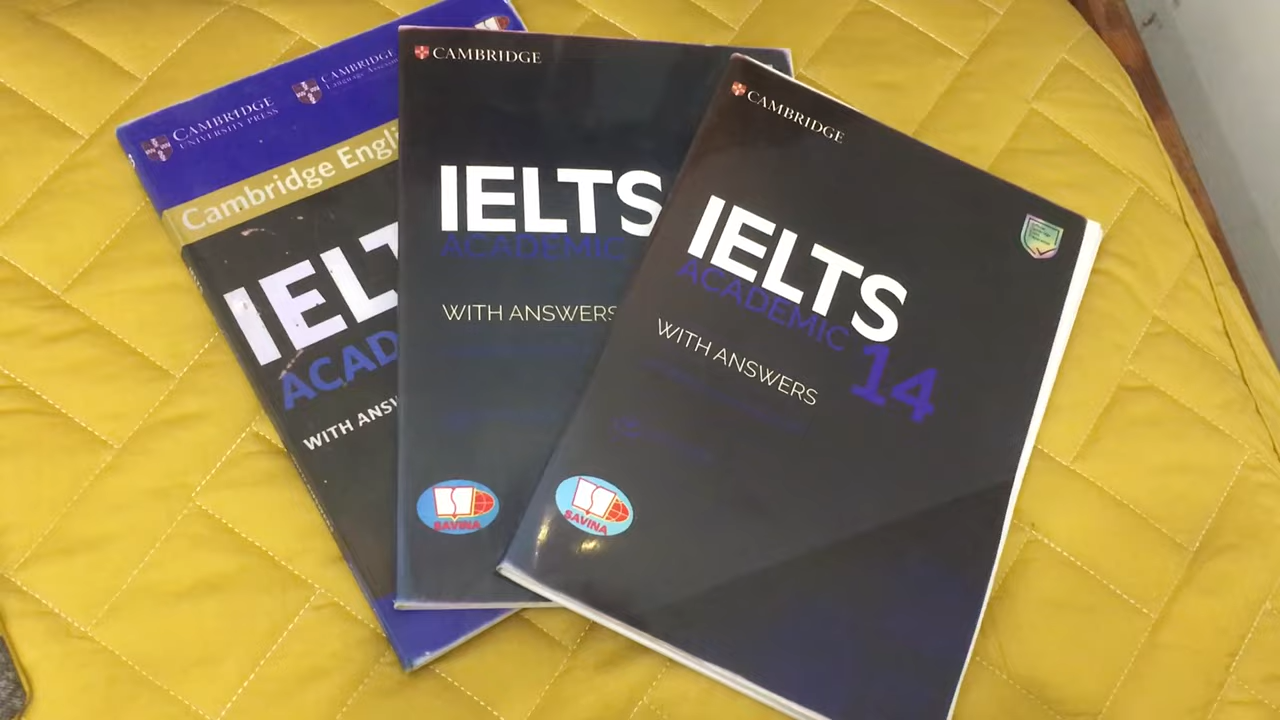 CAMBRIDGE
UNIVERSITY PRESS
CAMBRIDGE
Cambridge Engli
IELT
ACAD
WITH ANSW
CAMBRIDGE
IELTS
ACADEMIC
WITH ANSWERS
SAVINA
CAMBRIDGE
IELTS
ACADEMIC
14
WITH ANSWERS
SAVINA